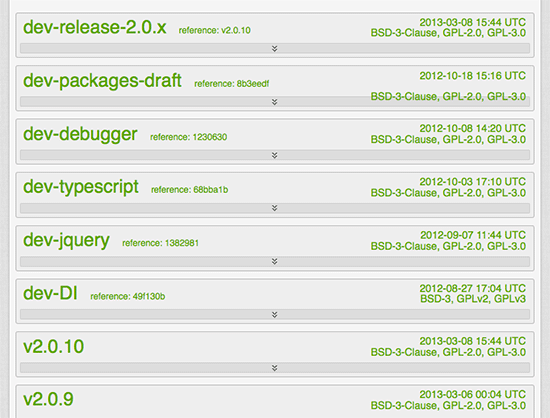 dev-release-2.0.x reference: v2.0.10 2013-03-08 15:44 UTC
BSD-3-Clause, GPL-2.0, GPL-3.0
dev-packages-draft reference: 8b3eedf 2012-10-18 15:16 UTC
BSD-3-Clause, GPL-2.0, GPL-3.0
dev-debugger reference: 1230630 2012-10-08 14:20 UTC
BSD-3-Clause, GPL-2.0, GPL-3.0
dev-typescript reference: 68bba1b 2012-10-03 17:10 UTC
BSD-3-Clause, GPL-2.0, GPL-3.0
dev-jquery reference: 1382981 2012-09-07 11:44 UTC
BSD-3-Clause, GPL-2.0, GPL-3.0
dev-DI reference: 49f130b 2012-08-27 17:04 UTC
BSD-3, GPLv2, GPLv3
v2.0.10 2013-03-08 15:44 UTC
BSD-3-Clause, GPL-2.0, GPL-3.0
v2.0.9 2013-03-06 00:04 UTC
BSD-3-Clause, GPL-2.0, GPL-3.0